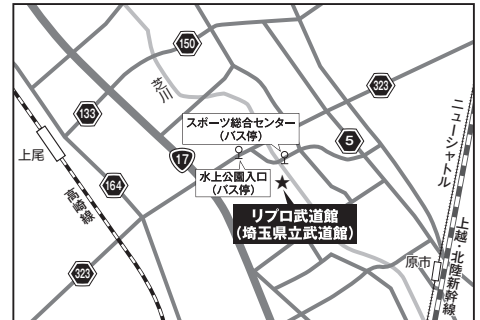 150
芝川
323
133
スポーツ総合センター
(バス停)
ニューシャトル
5
上尾
17
水上公園入口
(バス停)
164
高崎線
リプロ武道館
(埼玉県立武道館)
上越・北陸新幹線
原市
323